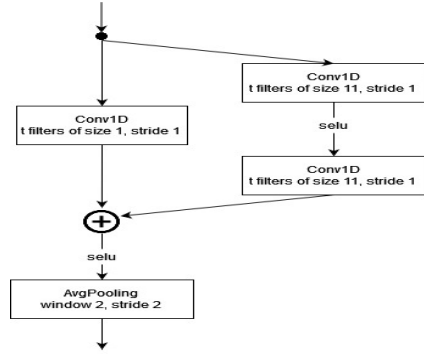 Conv1D
t filters of size 11, stride 1
Conv1D
t filters of size 1, stride 1
selu
Conv1D
t filters of size 11, stride 1
selu
AvgPooling
window 2, stride 2